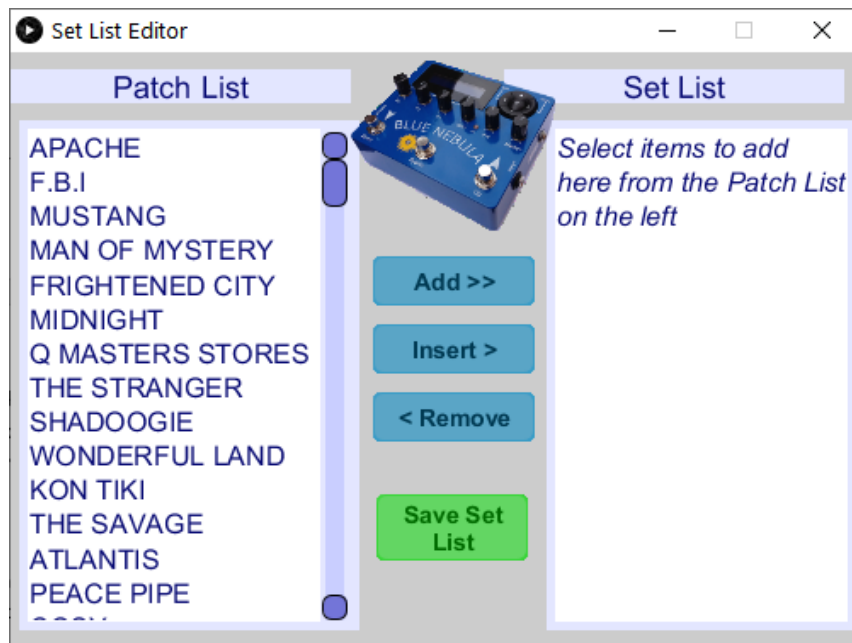 Set List Editor
Patch List
Set List
BLUE NEBULA
APACHE
F.B.I
MUSTANG
MAN OF MYSTERY
FRIGHTENED CITY
MIDNIGHT
Q MASTERS STORES
THE STRANGER
SHADOOGIE
WONDERFUL LAND
KON TIKI
THE SAVAGE
ATLANTIS
PEACE PIPE
Add >>
Insert >
< Remove
Save Set
List
Select items to add
here from the Patch List
on the left